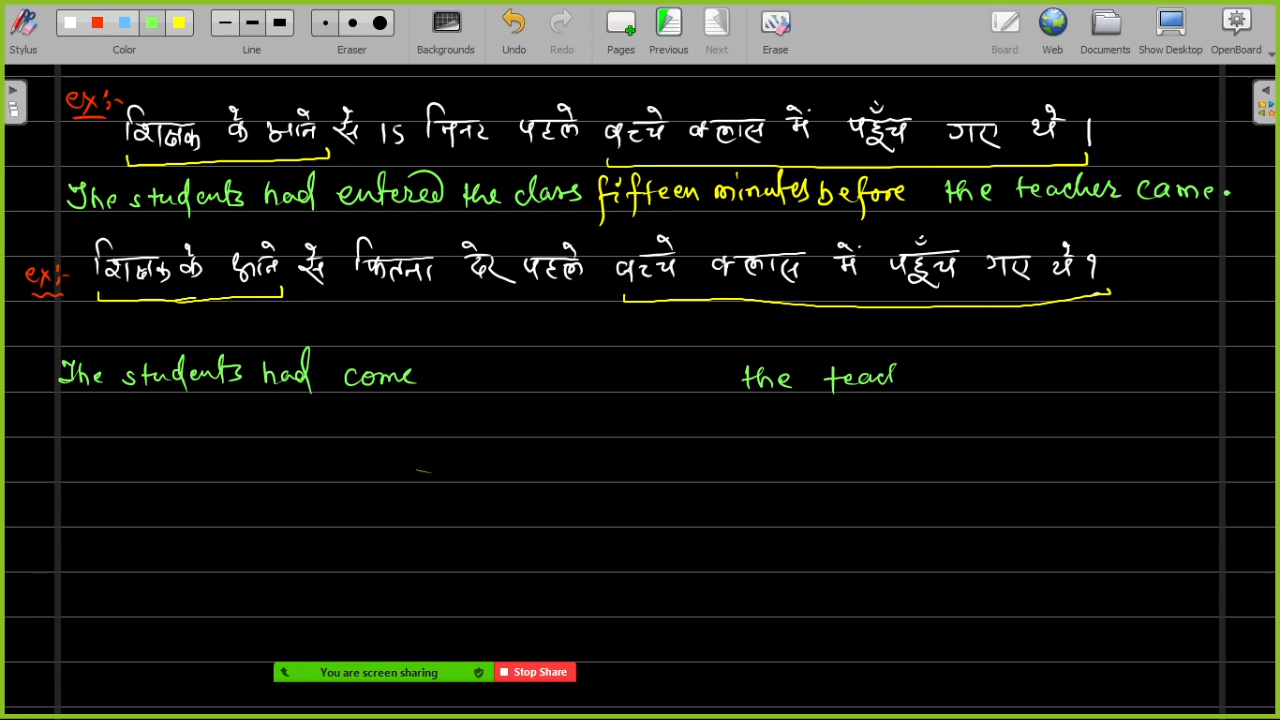 Stylus Color Line Eraser Backgrounds Undo Redo Pages Previous Next Erase Board Web Documents Show Desktop OpenBoard
ex:-
शिक्षक के आने से 15 मिनट पहले बच्चे क्लास में पहुँच गए थे।
The students had entered the class fifteen minutes before the teacher came.
ex:- शिक्षक के आने से कितना देर पहले बच्चे क्लास में पहुँच गए थे?
The students had come the teac
You are screen sharing Stop Share